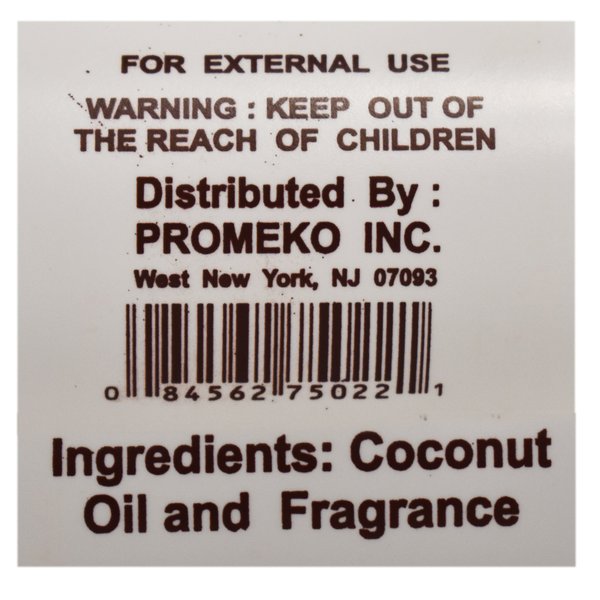 FOR EXTERNAL USE
WARNING : KEEP OUT OF
THE REACH OF CHILDREN
Distributed By :
PROMEKO INC.
West New York, NJ 07093
0 84562 75022 1
Ingredients: Coconut
Oil and Fragrance